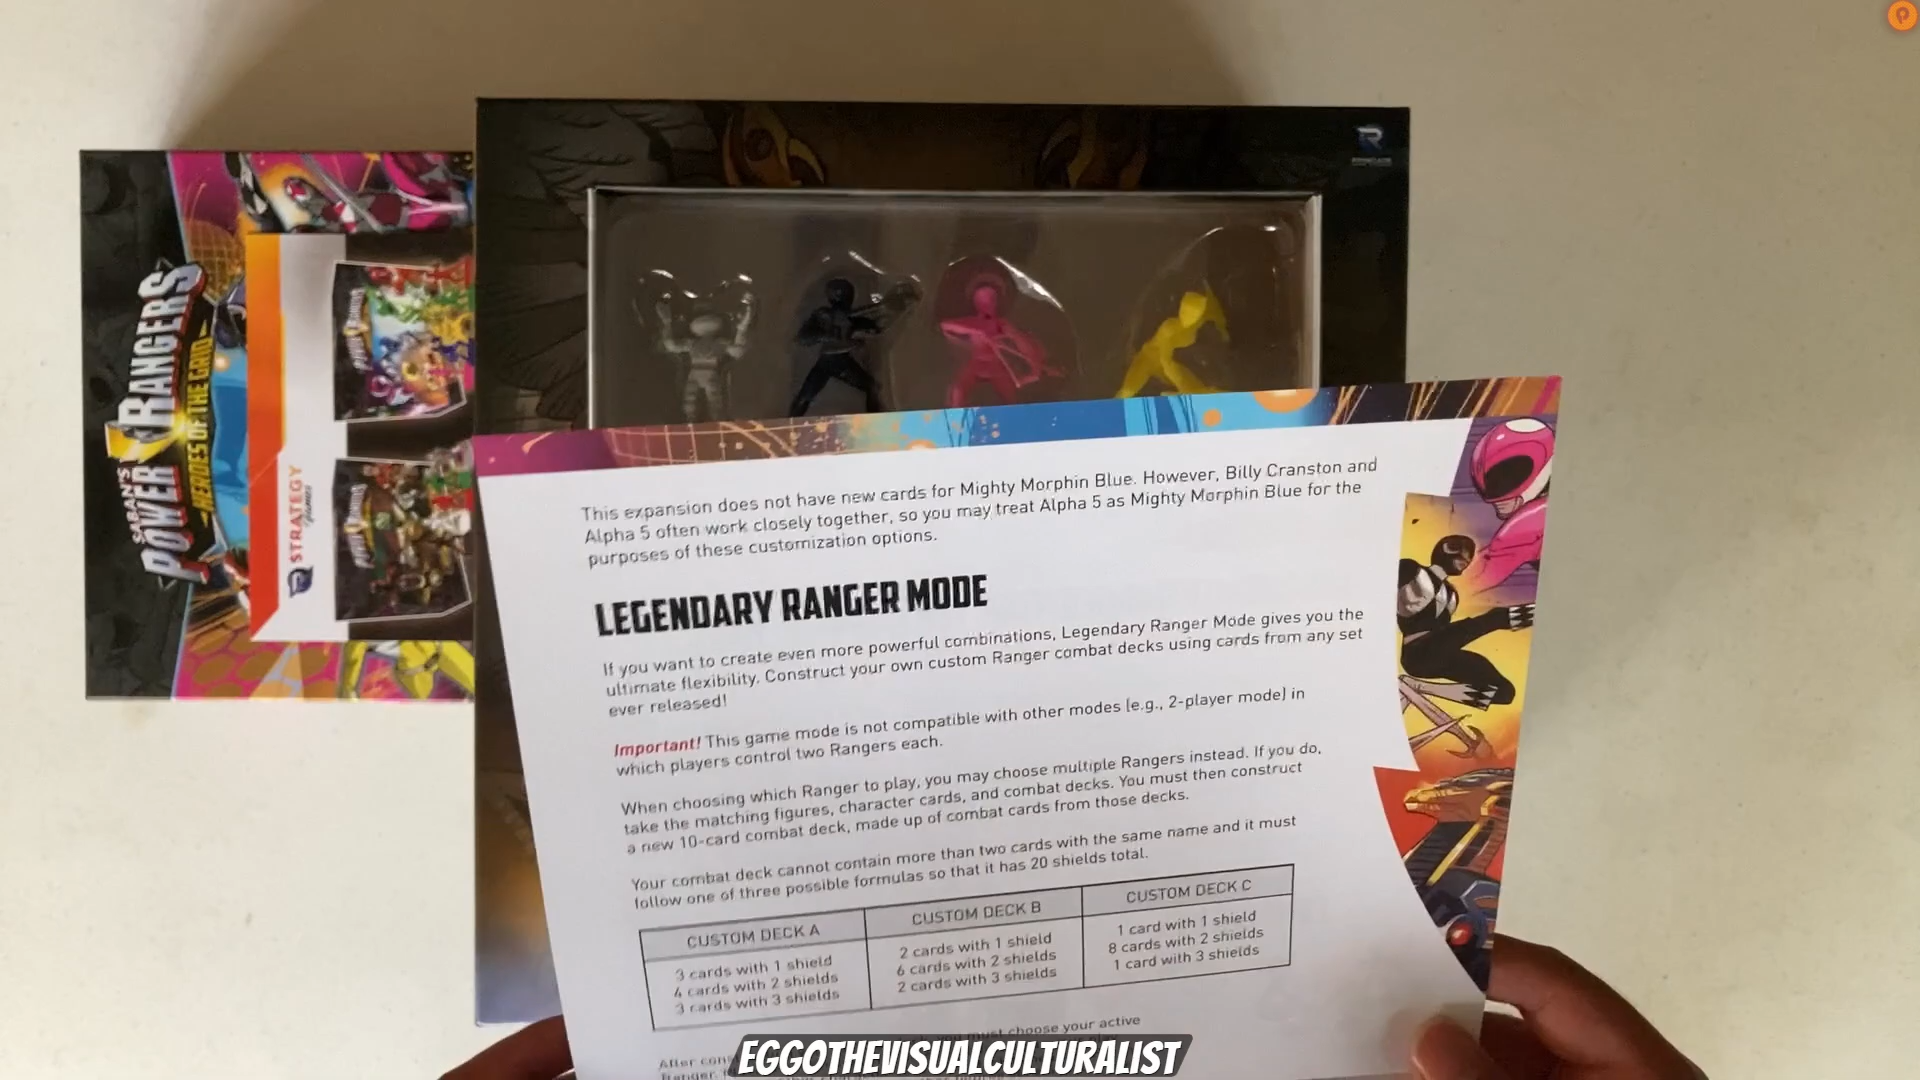 SABAN'S
POWER RANGERS
HEROES OF THE GRID
STRATEGY
This expansion does not have new cards for Mighty Morphin Blue. However, Billy Cranston and
Alpha 5 often work closely together, so you may treat Alpha 5 as Mighty Morphin Blue for the
purposes of these customization options.
LEGENDARY RANGER MODE
If you want to create even more powerful combinations, Legendary Ranger Mode gives you the
ultimate flexibility. Construct your own custom Ranger combat decks using cards from any set
ever released!
Important! This game mode is not compatible with other modes (e.g., 2-player mode) in
which players control two Rangers each.
When choosing which Ranger to play, you may choose multiple Rangers instead. If you do,
take the matching figures, character cards, and combat decks. You must then construct
a new 10-card combat deck, made up of combat cards from those decks.
Your combat deck cannot contain more than two cards with the same name and it must
follow one of three possible formulas so that it has 20 shields total.
CUSTOM DECK A
3 cards with 1 shield
4 cards with 2 shields
3 cards with 3 shields
CUSTOM DECK B
2 cards with 1 shield
6 cards with 2 shields
2 cards with 3 shields
CUSTOM DECK C
1 card with 1 shield
8 cards with 2 shields
1 card with 3 shields
After must choose your active
Ranger.
EGGOTHEVISUALCULTURALIST